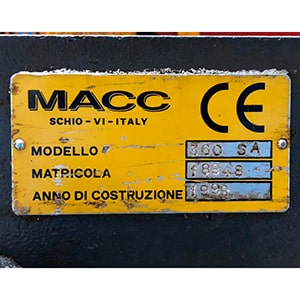 MACC CE
SCHIO - VI - ITALY
MODELLO 360 SA
MATRICOLA
ANNO DI COSTRUZIONE